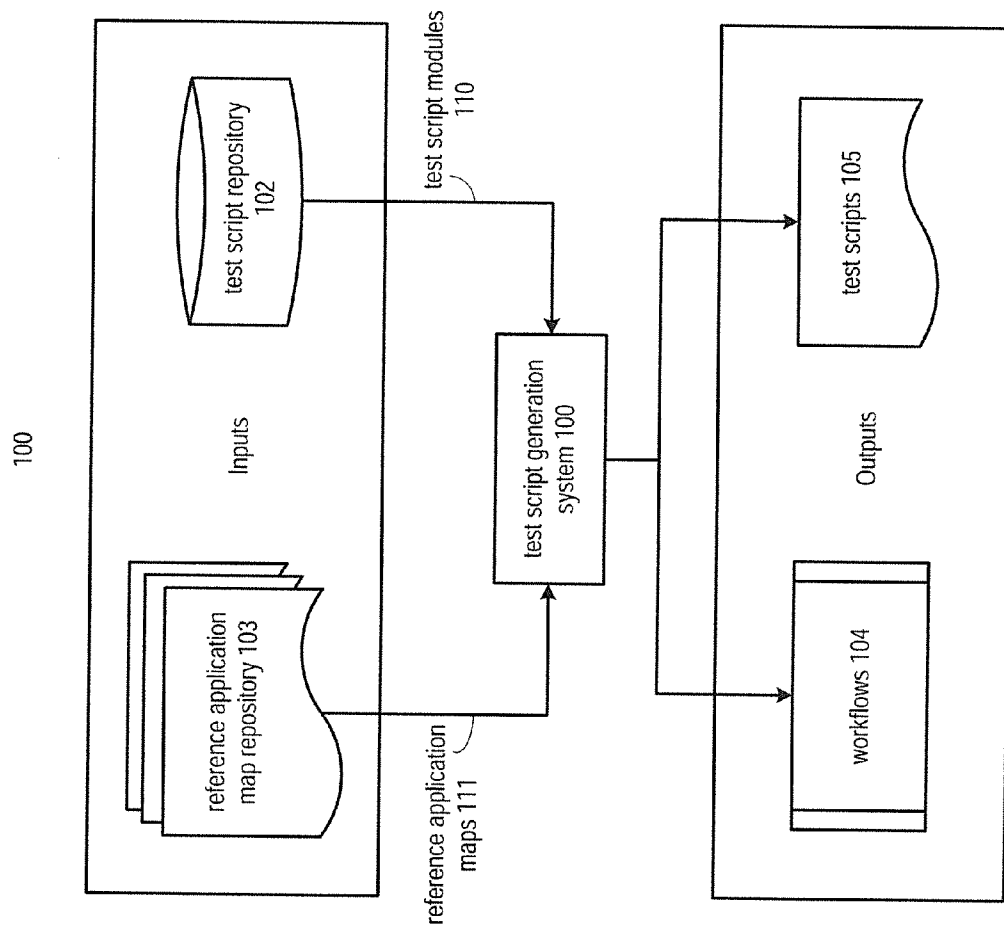 100
reference application
map repository 103
Inputs
test script repository
102
reference application
maps 111
test script modules
110
test script generation
system 100
workflows 104
Outputs
test scripts 105